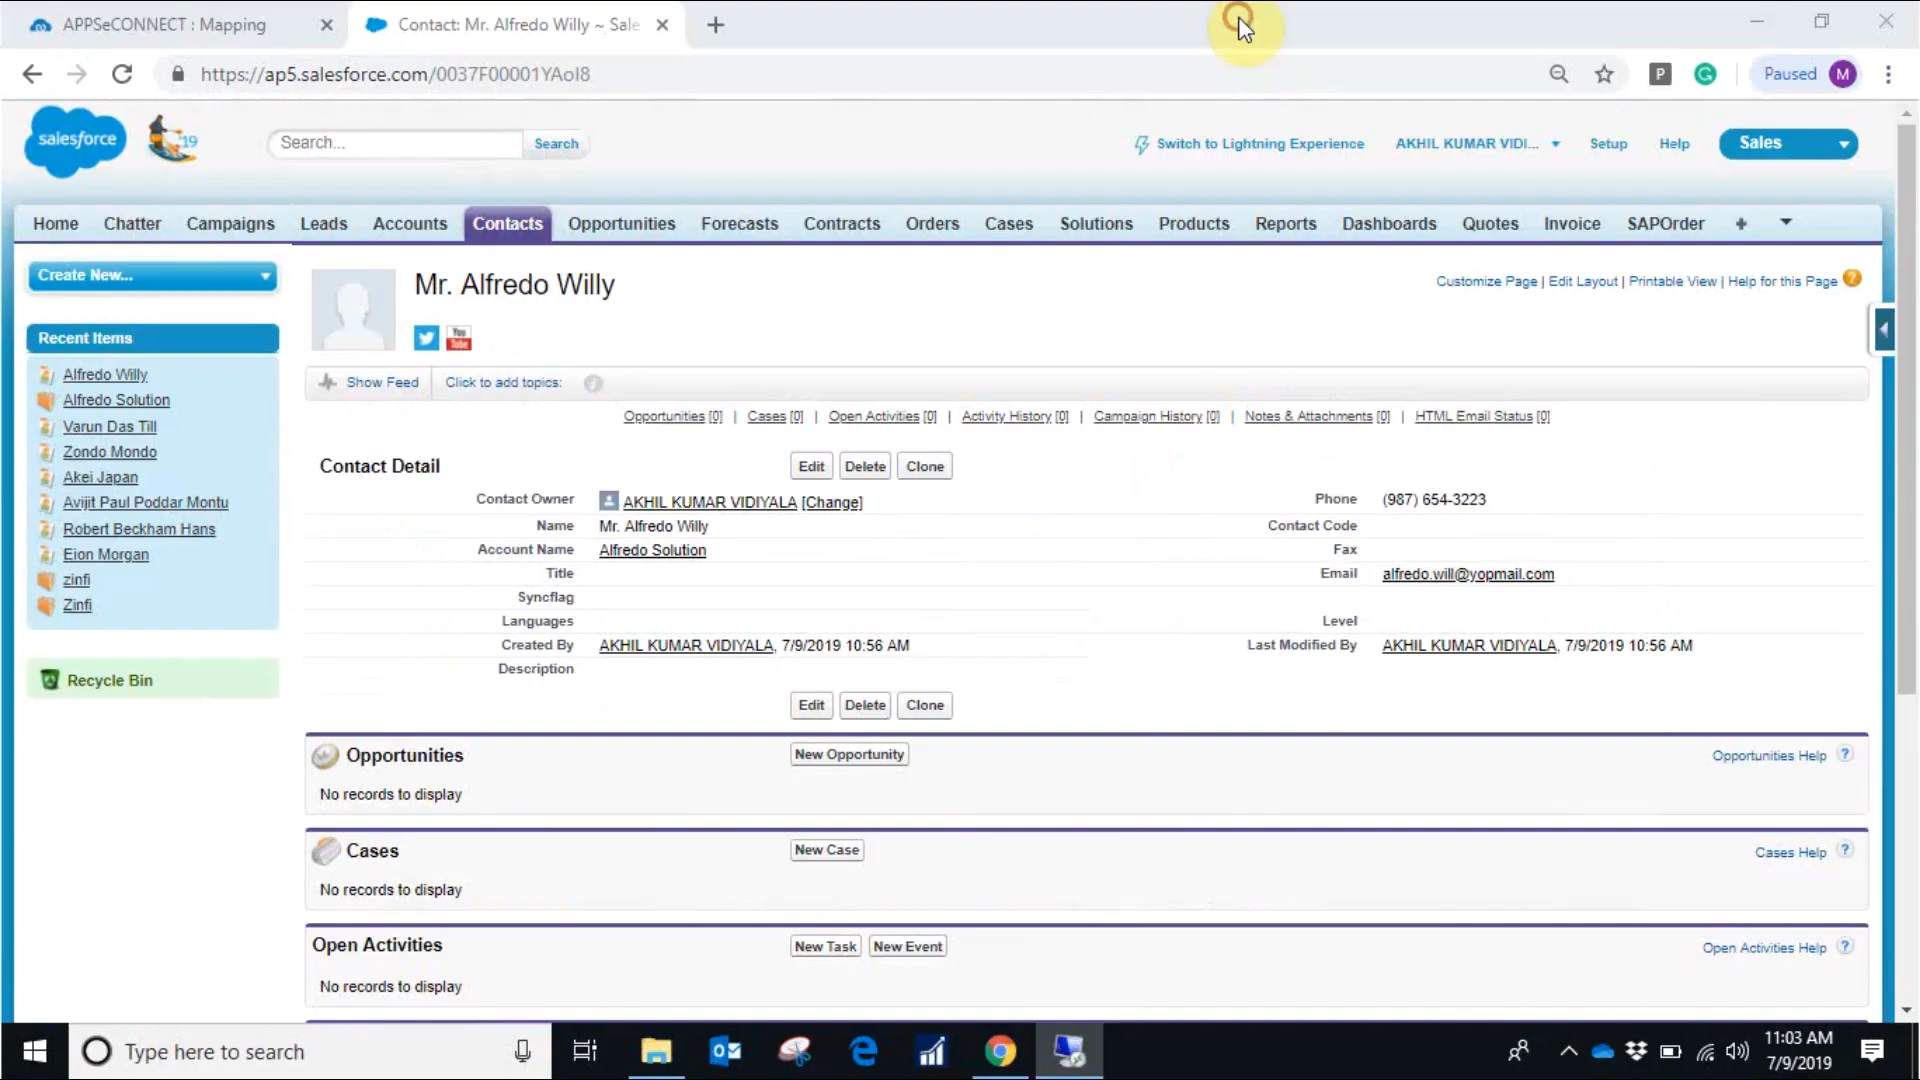 APPSeCONNECT : Mapping
Contact: Mr. Alfredo Willy ~ Sale
https://ap5.salesforce.com/0037F00001YAoI8
P
G
Paused
M
salesforce
'19
Search...
Search
Switch to Lightning Experience
AKHIL KUMAR VIDI...
Setup
Help
Sales
Home
Chatter
Campaigns
Leads
Accounts
Contacts
Opportunities
Forecasts
Contracts
Orders
Cases
Solutions
Products
Reports
Dashboards
Quotes
Invoice
SAPOrder
+
Create New...
Recent Items
Alfredo Willy
Alfredo Solution
Varun Das Till
Zondo Mondo
Akei Japan
Avijit Paul Poddar Montu
Robert Beckham Hans
Eion Morgan
zinfi
Zinfi
Recycle Bin
Mr. Alfredo Willy
Customize Page | Edit Layout | Printable View | Help for this Page ?
You Tube
Show Feed
Click to add topics:
Opportunities [0] | Cases [0] | Open Activities [0] | Activity History [0] | Campaign History [0] | Notes & Attachments [0] | HTML Email Status [0]
Contact Detail
Edit Delete Clone
Contact Owner AKHIL KUMAR VIDIYALA [Change] Phone (987) 654-3223
Name Mr. Alfredo Willy Contact Code
Account Name Alfredo Solution Fax
Title Email alfredo.will@yopmail.com
Syncflag
Languages Level
Created By AKHIL KUMAR VIDIYALA, 7/9/2019 10:56 AM Last Modified By AKHIL KUMAR VIDIYALA, 7/9/2019 10:56 AM
Description
Edit Delete Clone
Opportunities New Opportunity Opportunities Help ?
No records to display
Cases New Case Cases Help ?
No records to display
Open Activities New Task New Event Open Activities Help ?
No records to display
Type here to search
11:03 AM
7/9/2019